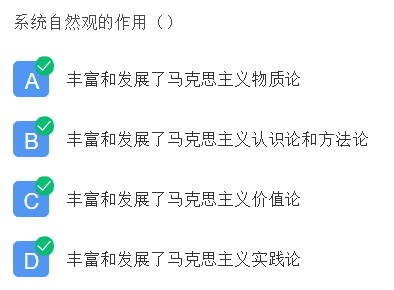 系统自然观的作用（）
A 丰富和发展了马克思主义物质论
B 丰富和发展了马克思主义认识论和方法论
C 丰富和发展了马克思主义价值论
D 丰富和发展了马克思主义实践论